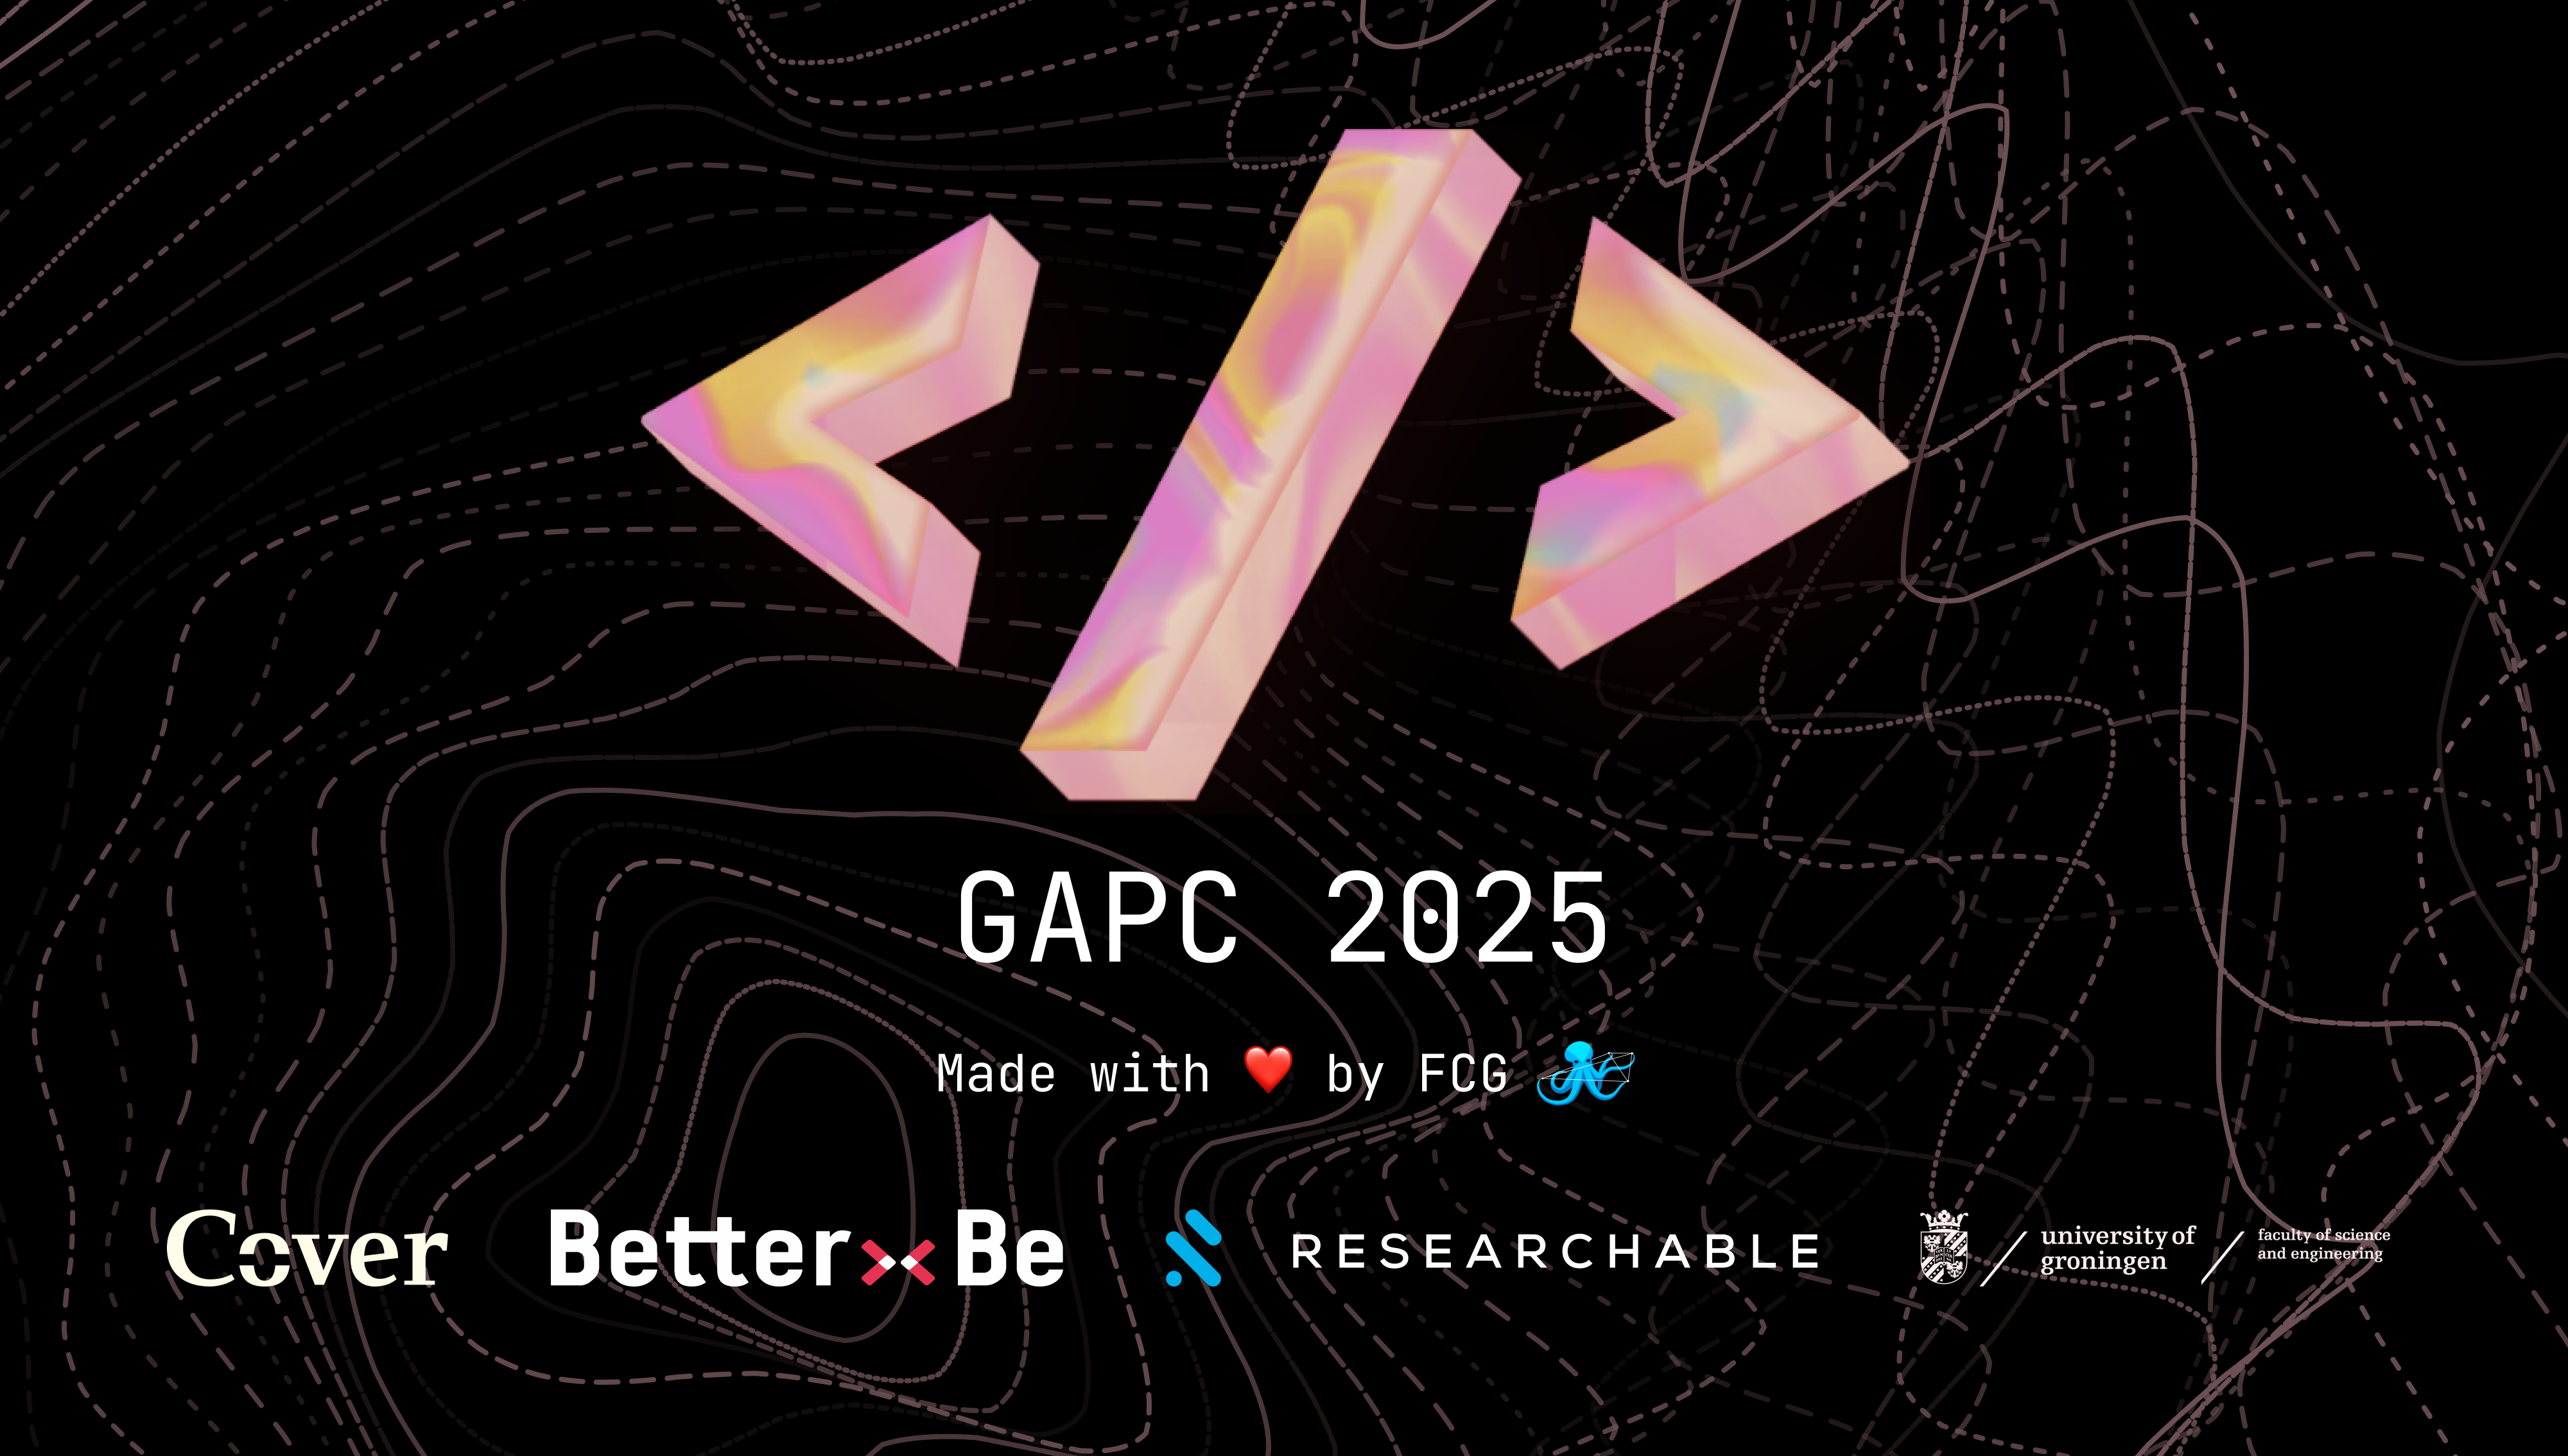 </>
GAPC 2025
Made with ❤️ by FCG 🐙
Cover
Better Be
RESEARCHABLE
university of groningen
faculty of science and engineering